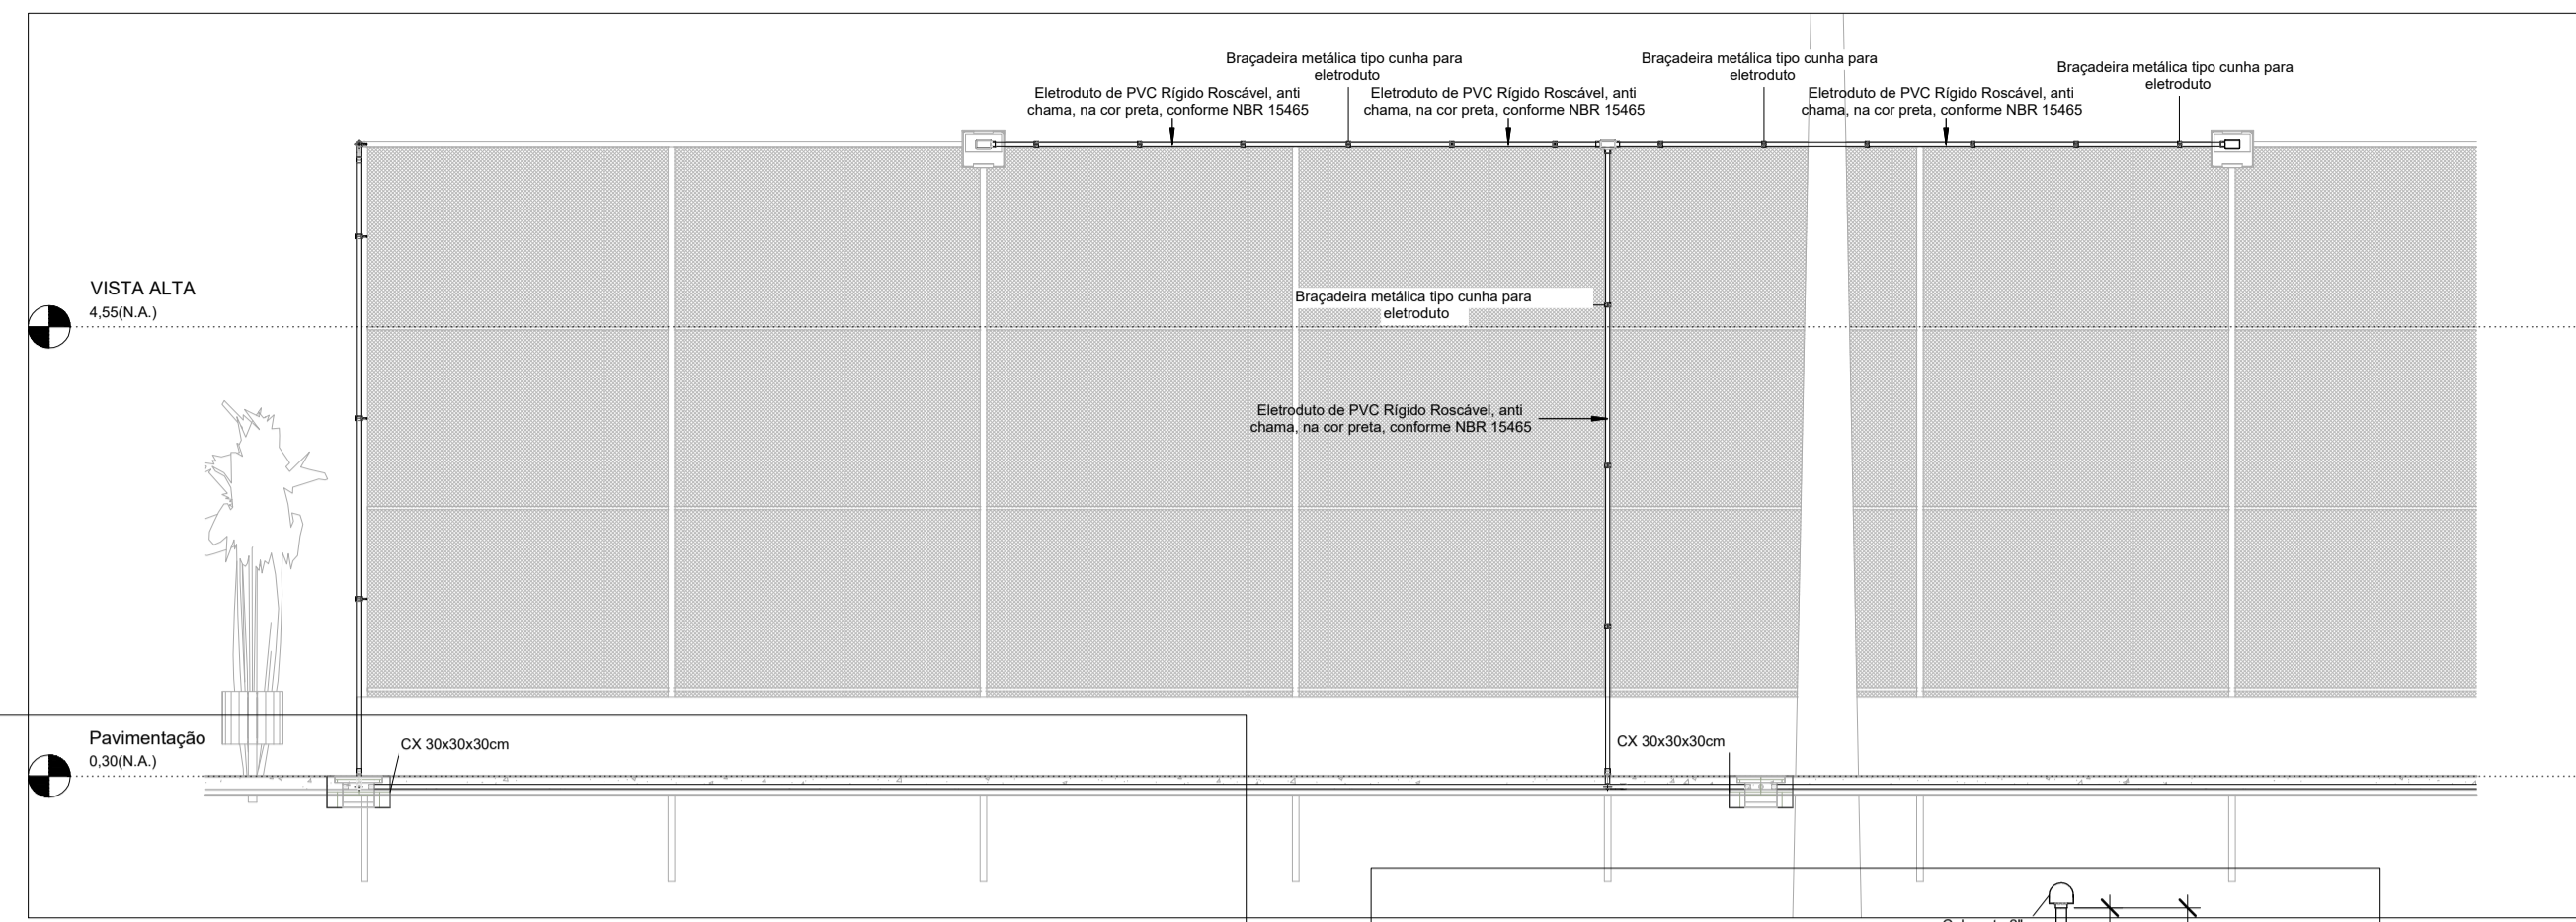 Braçadeira metálica tipo cunha para
eletroduto
Braçadeira metálica tipo cunha para
eletroduto
Braçadeira metálica tipo cunha para
eletroduto
Eletroduto de PVC Rígido Roscável, anti
chama, na cor preta, conforme NBR 15465
Eletroduto de PVC Rígido Roscável, anti
chama, na cor preta, conforme NBR 15465
Eletroduto de PVC Rígido Roscável, anti
chama, na cor preta, conforme NBR 15465
VISTA ALTA
4,55(N.A.)
Braçadeira metálica tipo cunha para
eletroduto
Eletroduto de PVC Rígido Roscável, anti
chama, na cor preta, conforme NBR 15465
Pavimentação
0,30(N.A.)
CX 30x30x30cm
CX 30x30x30cm